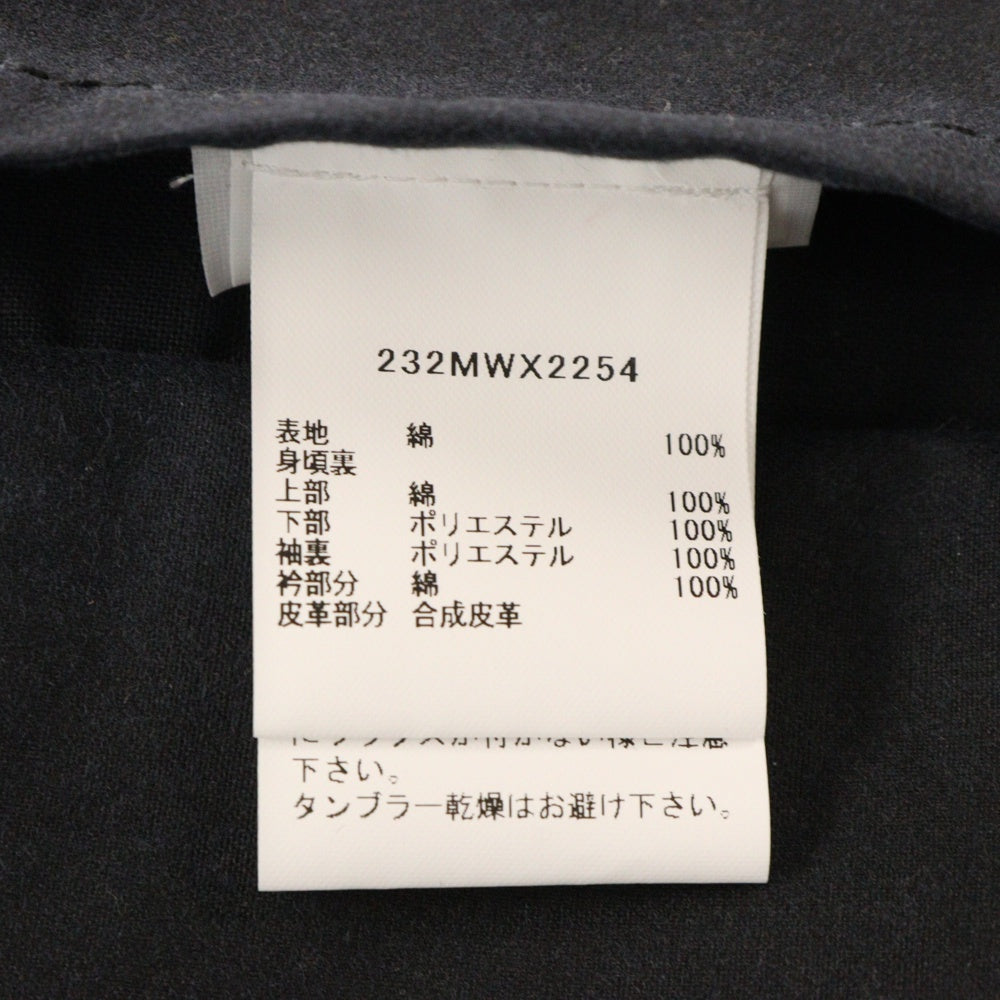 232MWX2254
表地 綿 100%
身頃裏
上部 綿 100%
下部 ポリエステル 100%
袖裏 ポリエステル 100%
衿部分 綿 100%
皮革部分 合成皮革
下さい。
タンブラー乾燥はお避け下さい。